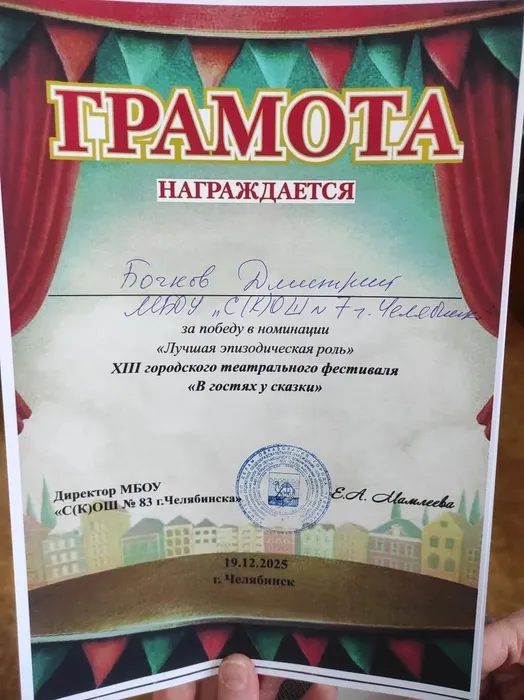 ГРАМОТА
НАГРАЖДАЕТСЯ
Бочков Дмитрий
МБОУ „С(К)ОШ № 7 г. Челябинск"
за победу в номинации
«Лучшая эпизодическая роль»
XIII городского театрального фестиваля
«В гостях у сказки»
Директор МБОУ
«С(К)ОШ № 83 г.Челябинска»
Е.А. Мамлеева
19.12.2025
г. Челябинск